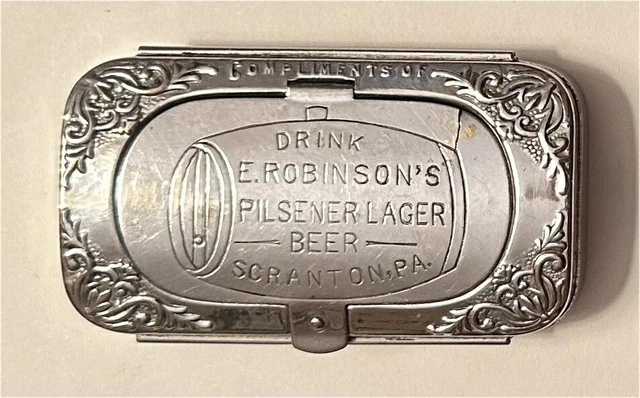 COMPLIMENTS OF
DRINK
E. ROBINSON'S
PILSENER LAGER
BEER
SCRANTON, PA.